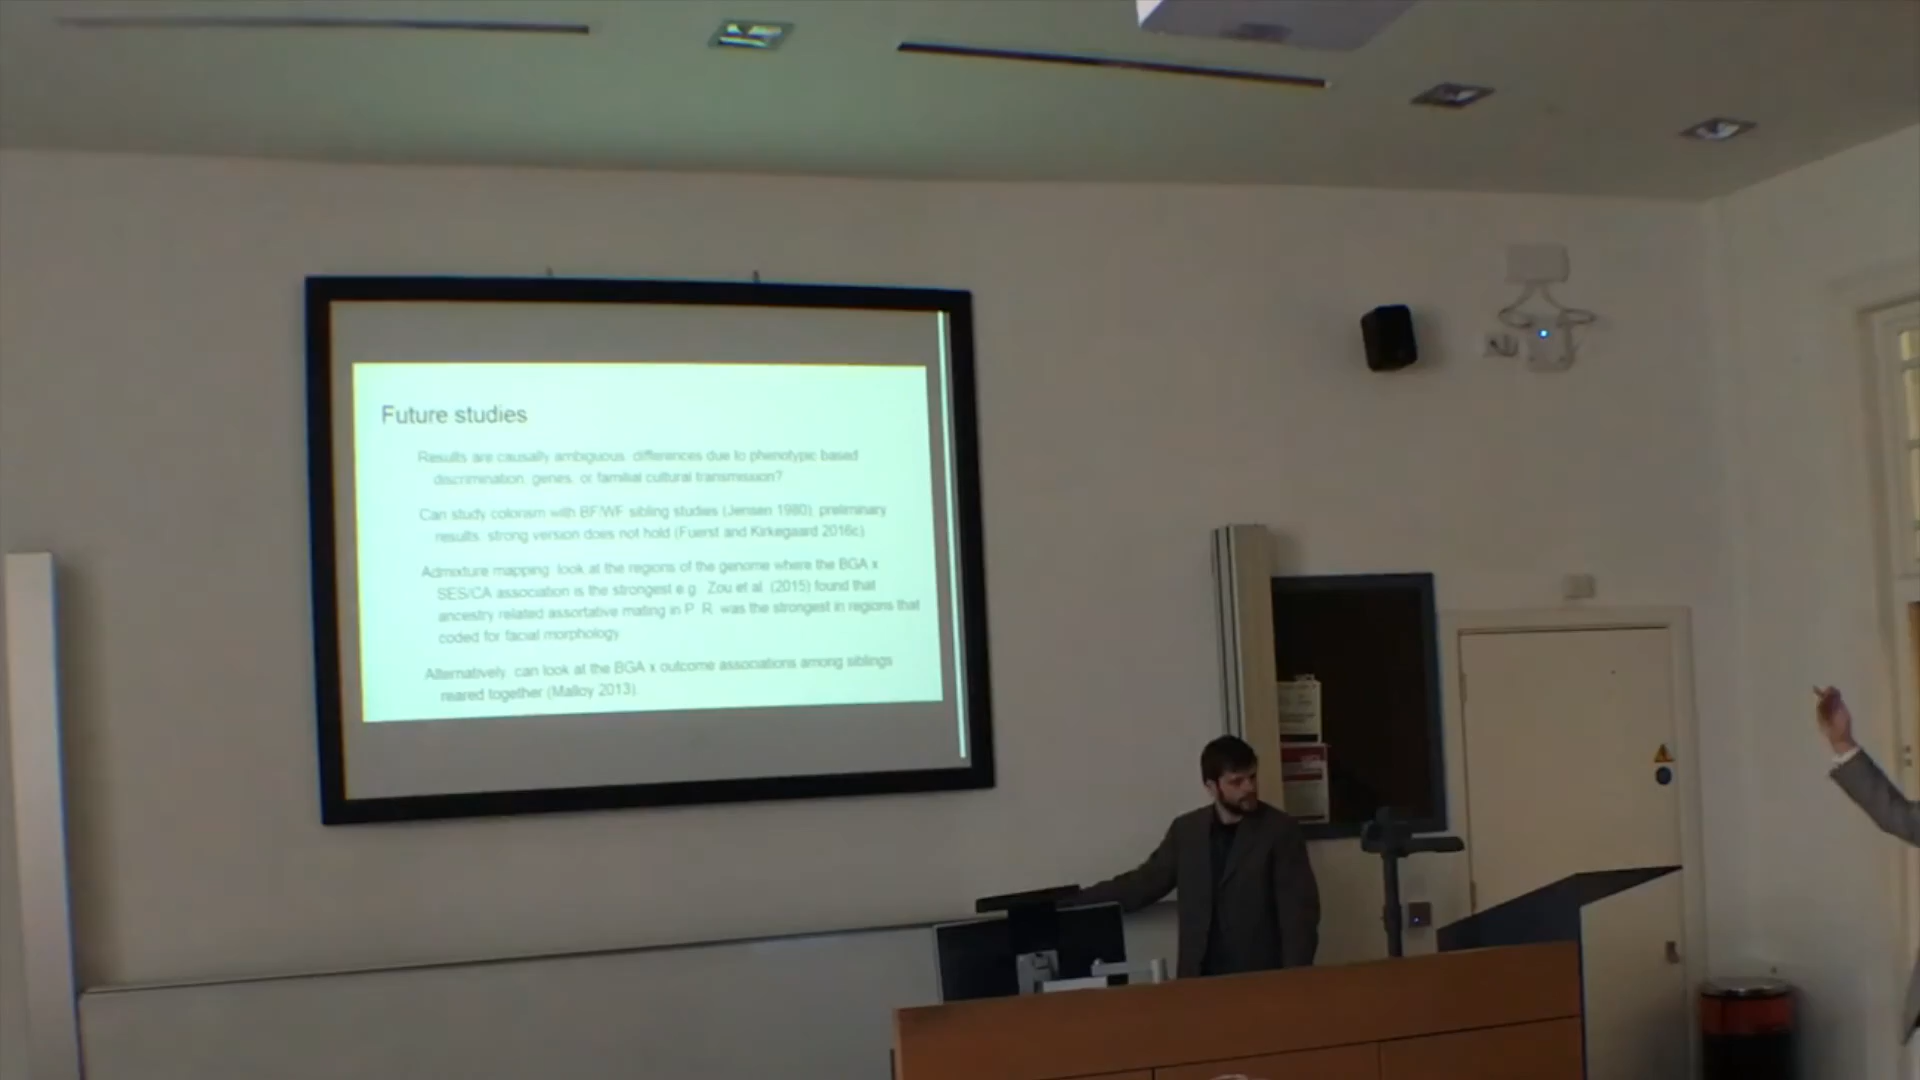 Future studies
Results are causally ambiguous: differences due to phenotypic based
discrimination, genes, or familial cultural transmission?
Can study colorism with BF/WF sibling studies (Jensen 1980), preliminary
results: strong version does not hold (Fuerst and Kirkegaard 2016c)
Admixture mapping: look at the regions of the genome where the BGA x
SES/CA association is the strongest e.g. Zou et al. (2015) found that
ancestry related assortative mating in P. R. was the strongest in regions that
coded for facial morphology
Alternatively, can look at the BGA x outcome associations among siblings
reared together (Malloy 2013)